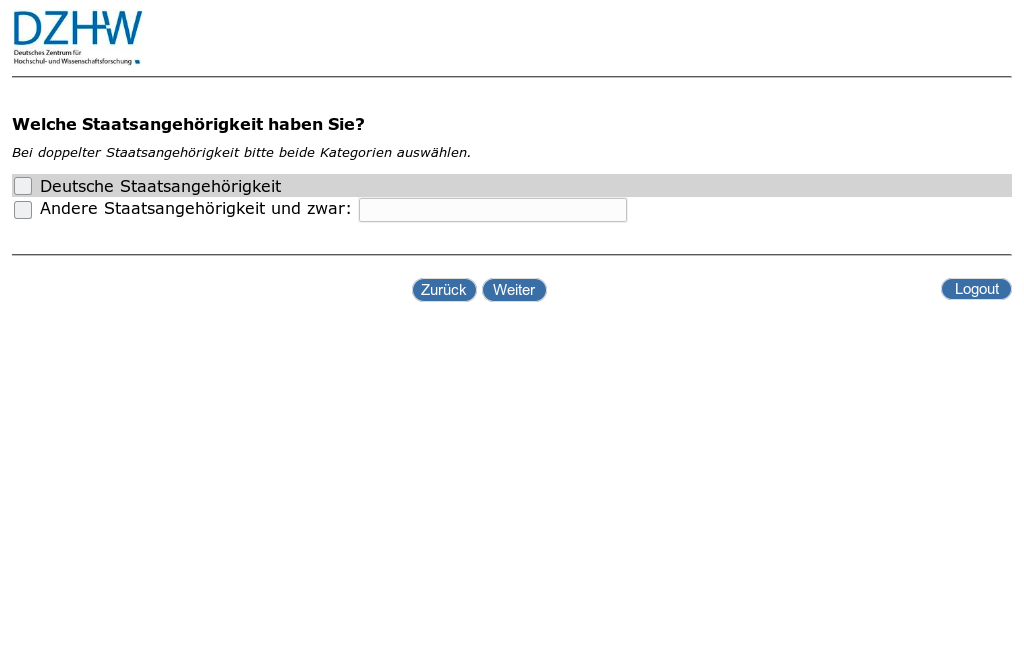 DZHW
Deutsches Zentrum für
Hochschul- und Wissenschaftsforschung
Welche Staatsangehörigkeit haben Sie?
Bei doppelter Staatsangehörigkeit bitte beide Kategorien auswählen.
Deutsche Staatsangehörigkeit
Andere Staatsangehörigkeit und zwar:
Zurück Weiter Logout